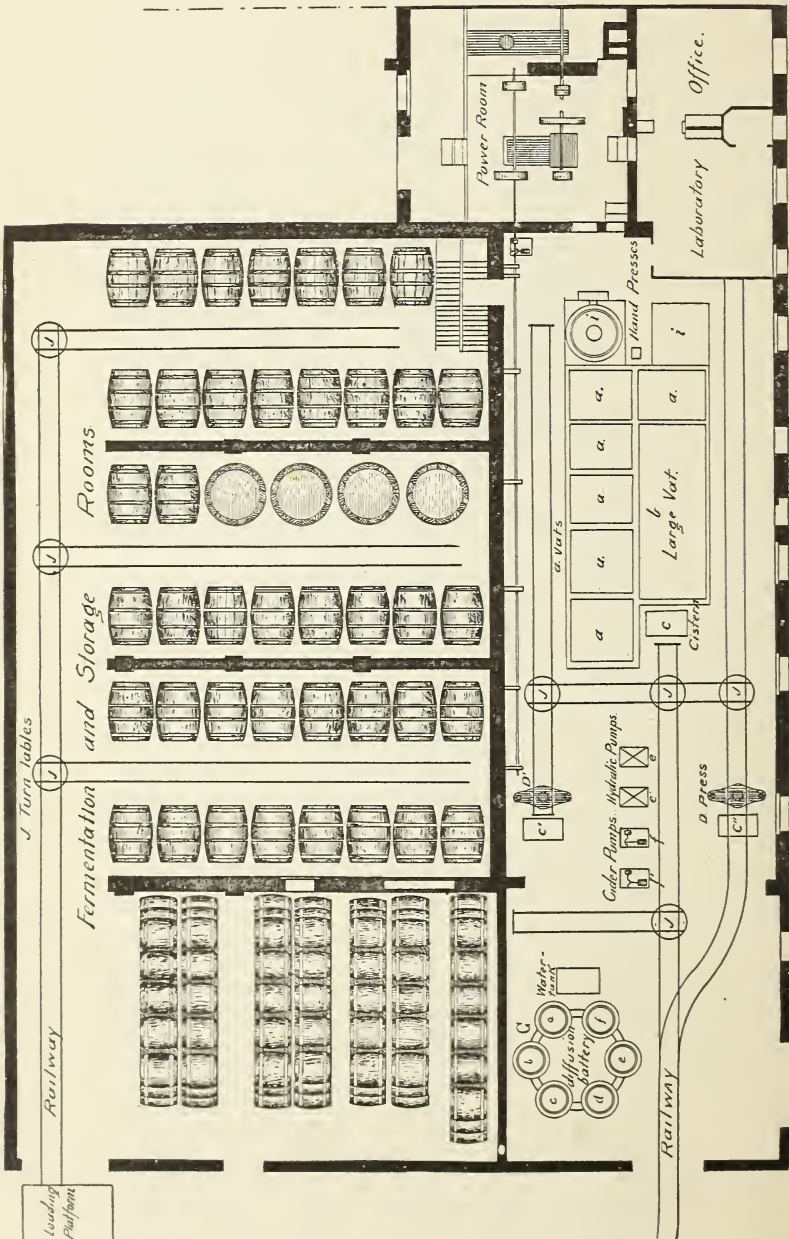 Office.
Laboratory
Power Room
Hand Presses
i
i
a.
a.
a.
a.
a
a.
b
Large Vat.
a. Vats
C
Cistern
J
J
J
J
J
J
J
J Turn Tables
Fermentation and Storage Rooms
D'
C'
D. Press
C"
Hydraulic Pumps.
e
e'
Cider Pumps.
f
f'
Water-
tank
G
diffusion
battery
a
b
c
d
e
f
Railway
Railway
Loading
Platform